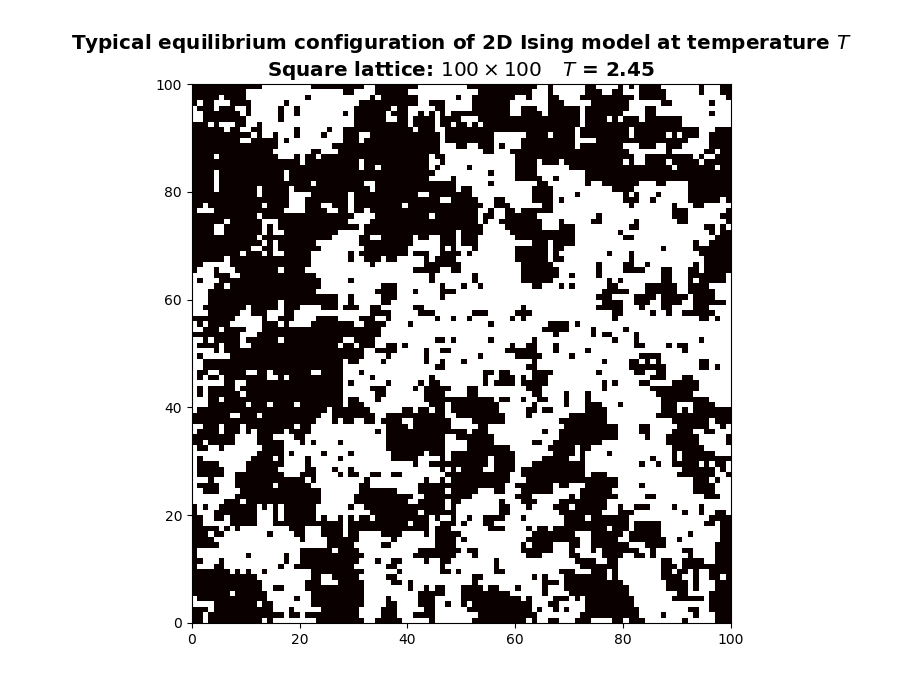 Typical equilibrium configuration of 2D Ising model at temperature T
Square lattice: 100 × 100 T = 2.45
100
80
60
40
20
0
0 20 40 60 80 100